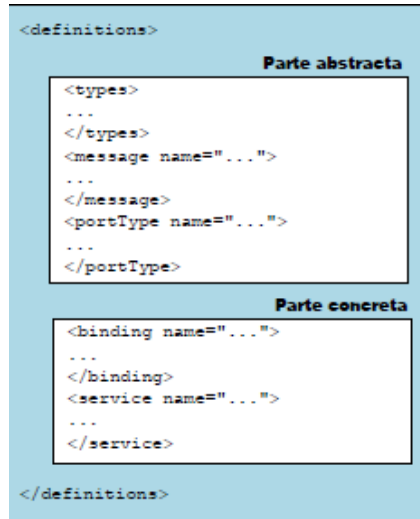 <definitions>
Parte abstracta
<types>
...
</types>
<message name="...">
...
</message>
<portType name="...">
...
</portType>
Parte concreta
<binding name="...">
...
</binding>
<service name="...">
...
</service>
</definitions>